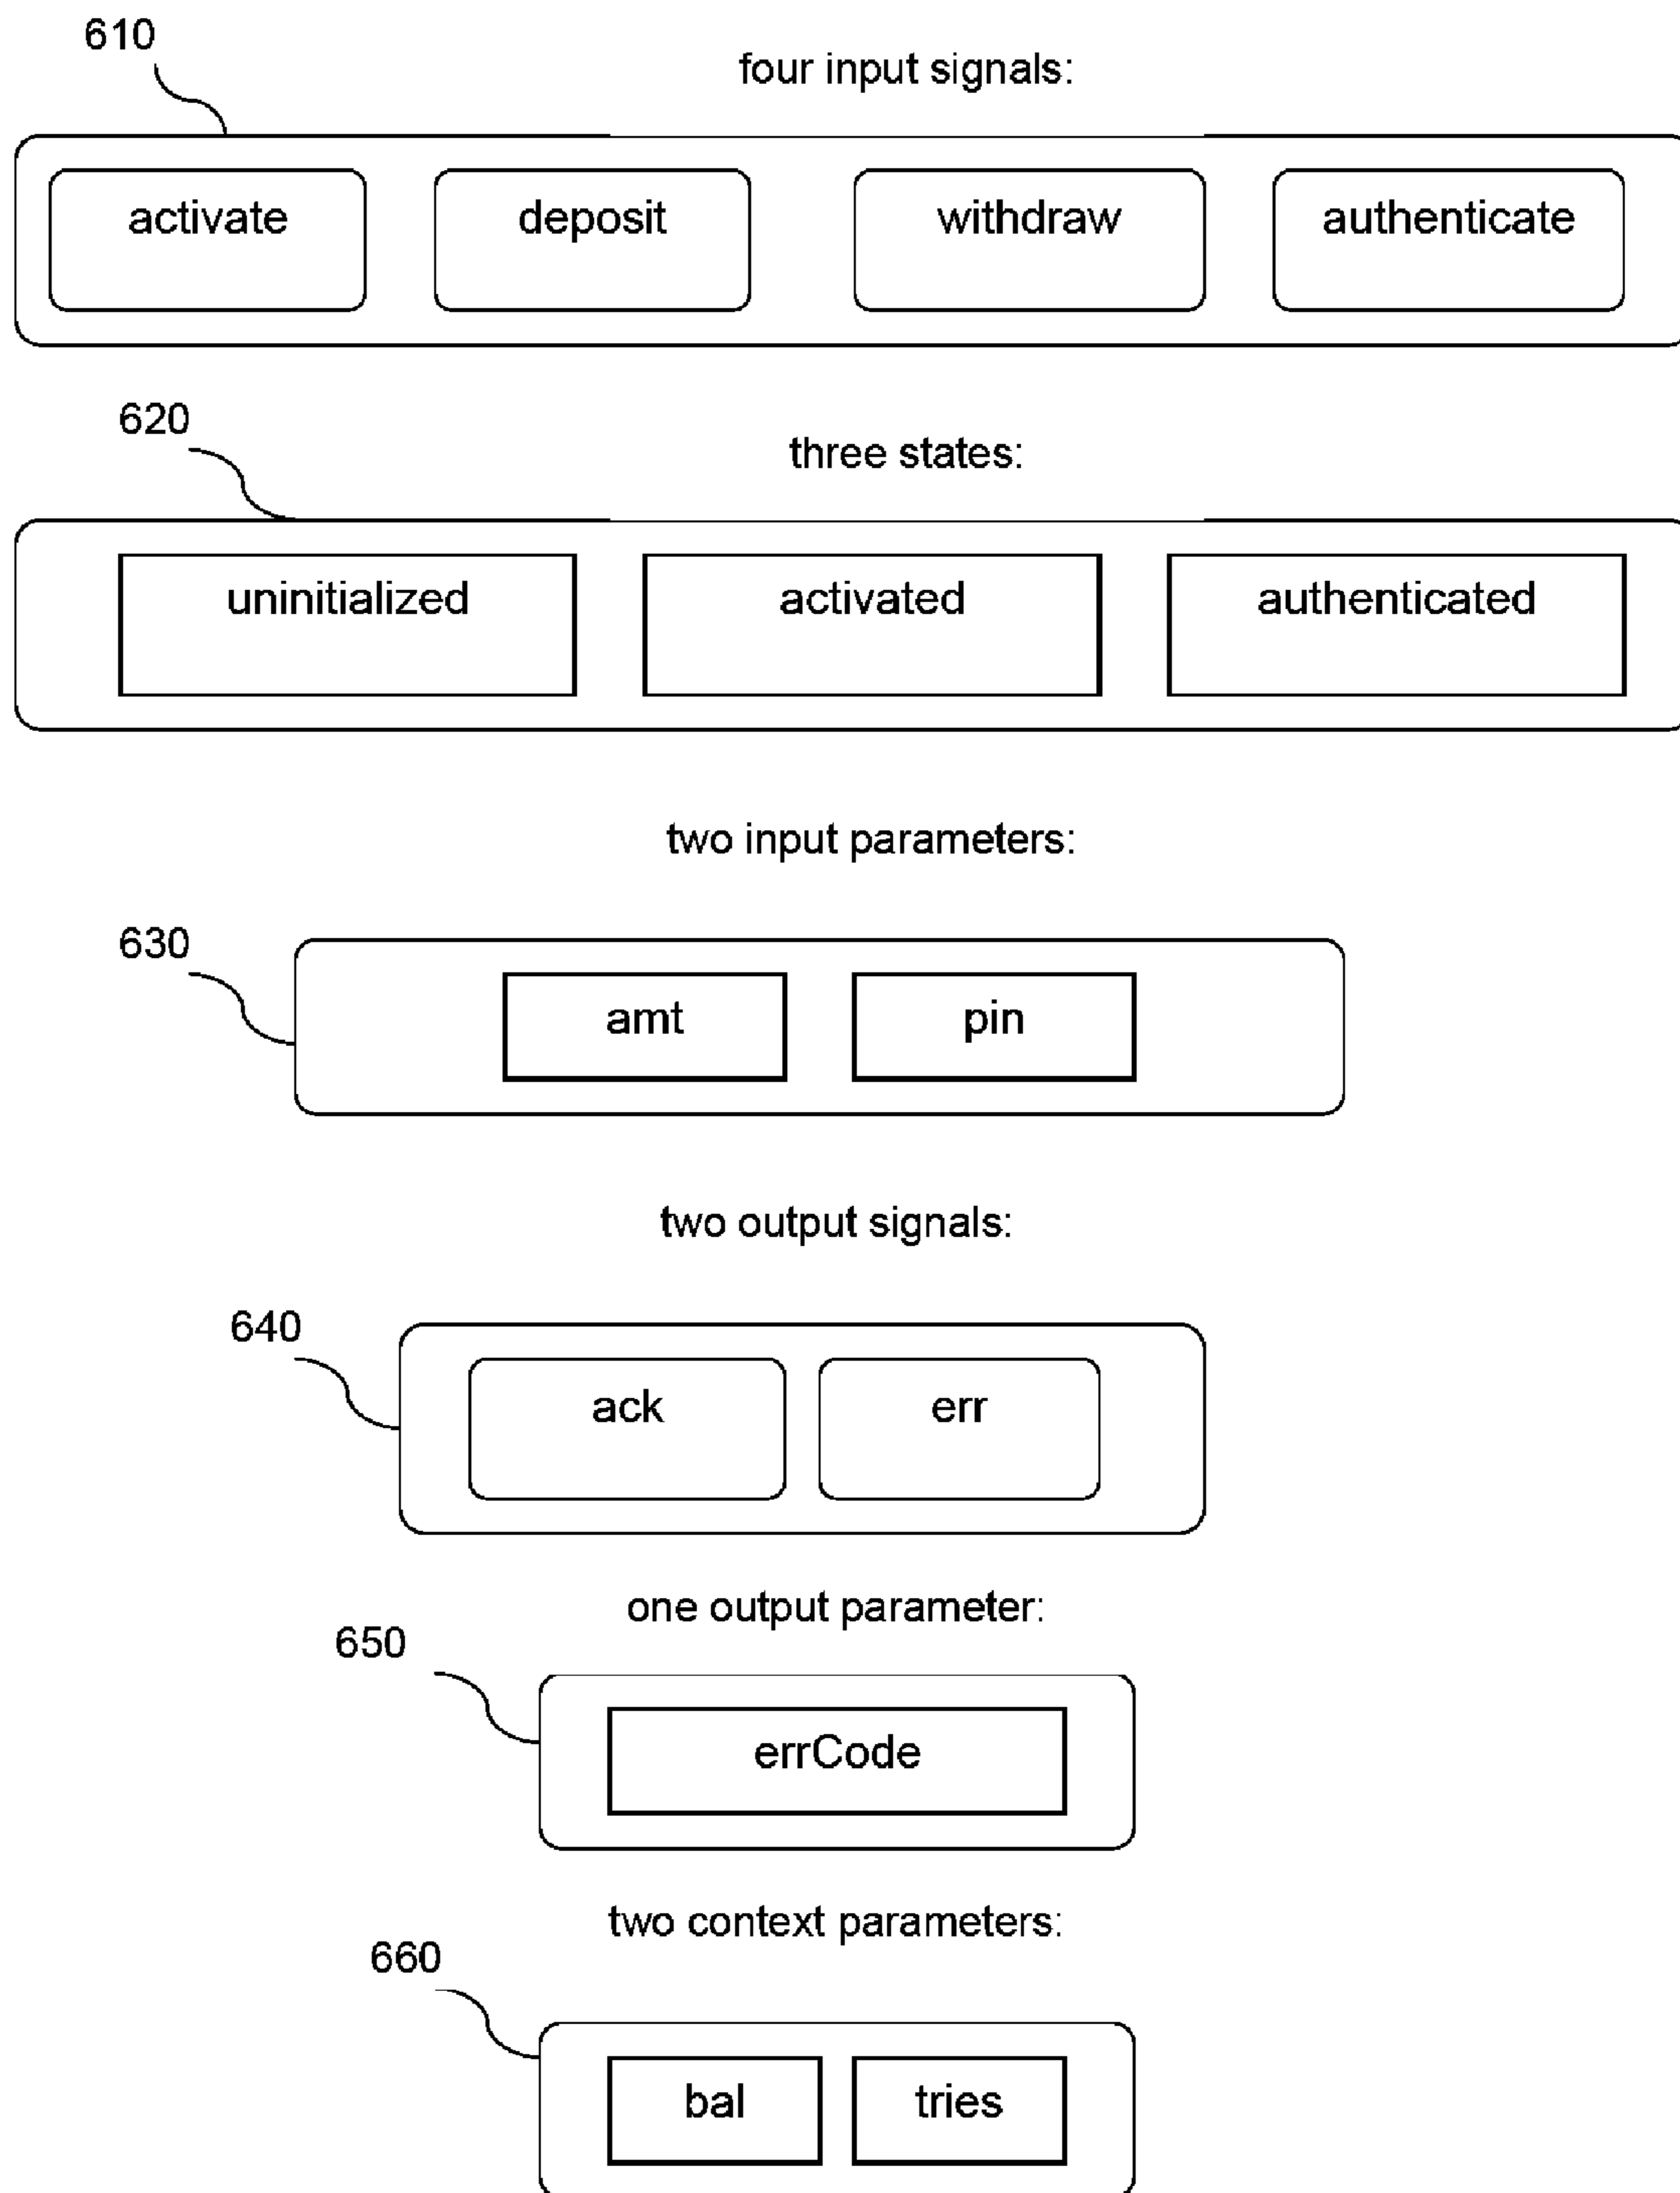 610
four input signals:
activate deposit withdraw authenticate
620
three states:
uninitialized activated authenticated
two input parameters:
630
amt pin
two output signals:
640
ack err
one output parameter:
650
errCode
two context parameters:
660
bal tries